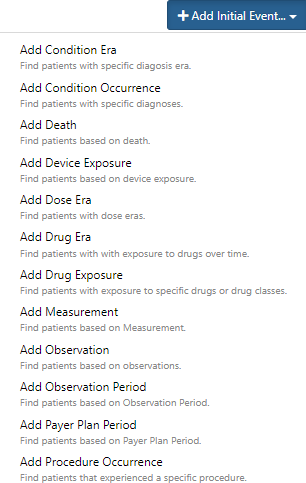 + Add Initial Event...
Add Condition Era
Find patients with specific diagosis era.
Add Condition Occurrence
Find patients with specific diagnoses.
Add Death
Find patients based on death.
Add Device Exposure
Find patients based on device exposure.
Add Dose Era
Find patients with dose eras.
Add Drug Era
Find patients with with exposure to drugs over time.
Add Drug Exposure
Find patients with exposure to specific drugs or drug classes.
Add Measurement
Find patients based on Measurement.
Add Observation
Find patients based on observations.
Add Observation Period
Find patients based on Observation Period.
Add Payer Plan Period
Find patients based on Payer Plan Period.
Add Procedure Occurrence
Find patients that experienced a specific procedure.